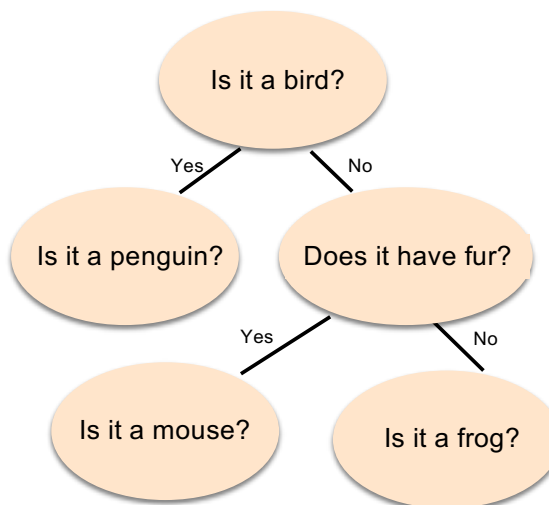 Is it a bird?
Yes
No
Is it a penguin?
Does it have fur?
Yes
No
Is it a mouse?
Is it a frog?